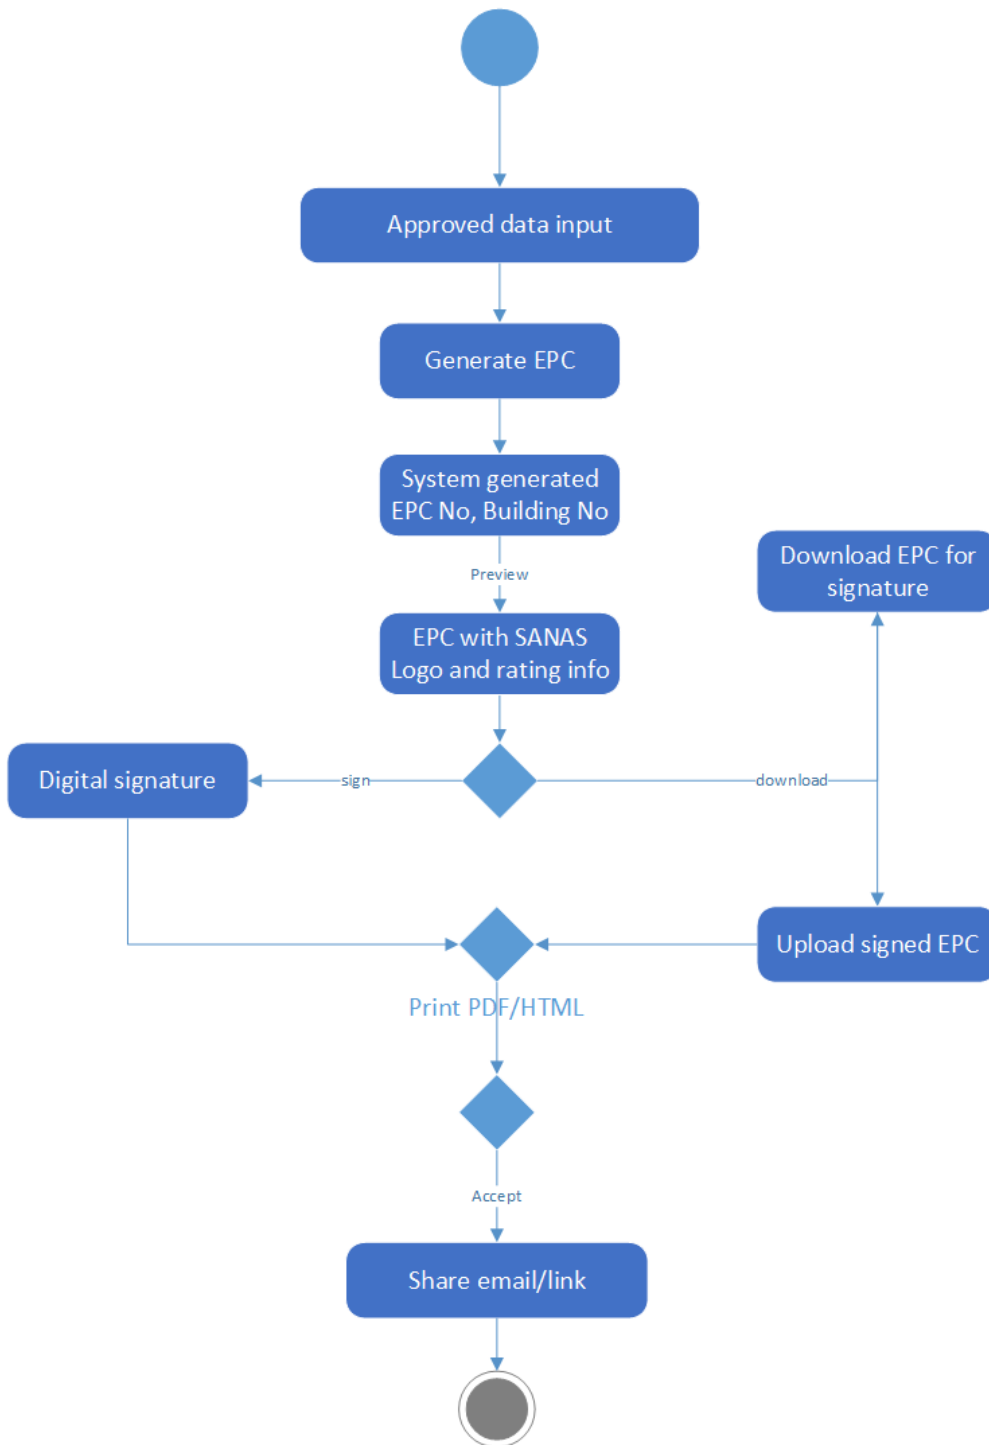 Approved data input
Generate EPC
System generated
EPC No, Building No
Preview
Download EPC for
signature
EPC with SANAS
Logo and rating info
Digital signature
sign
download
Upload signed EPC
Print PDF/HTML
Accept
Share email/link